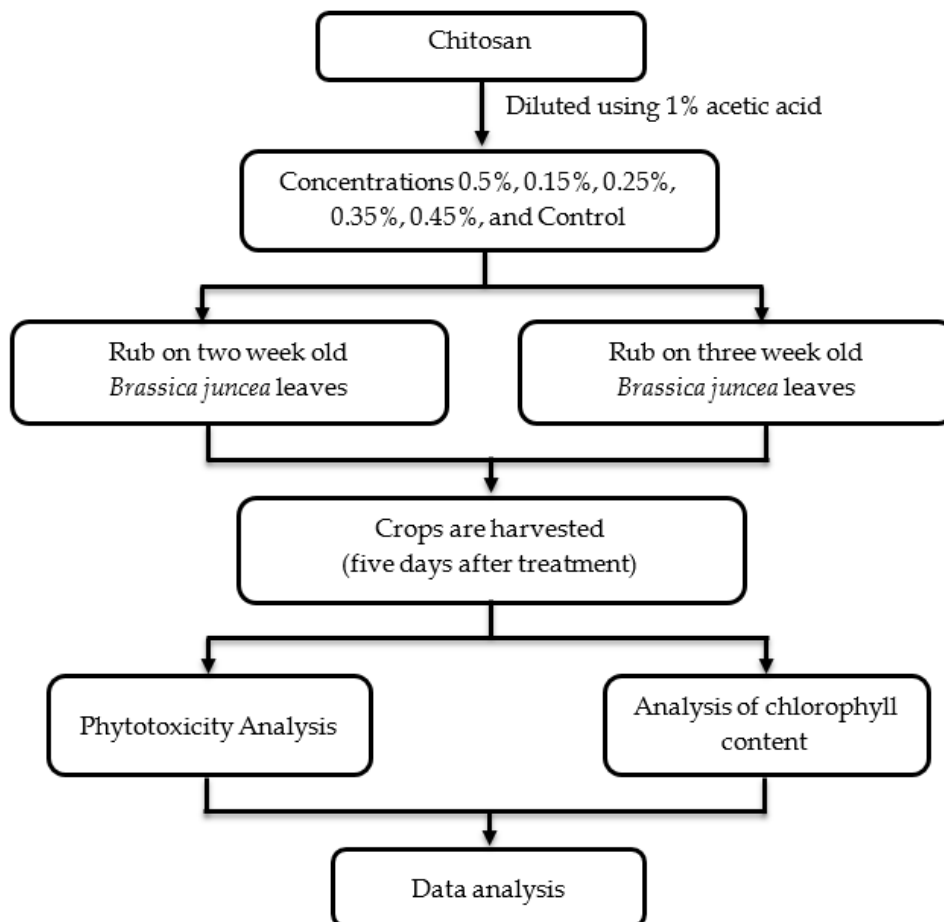 Chitosan
Diluted using 1% acetic acid
Concentrations 0.5%, 0.15%, 0.25%,
0.35%, 0.45%, and Control
Rub on two week old
Brassica juncea leaves
Rub on three week old
Brassica juncea leaves
Crops are harvested
(five days after treatment)
Phytotoxicity Analysis
Analysis of chlorophyll
content
Data analysis